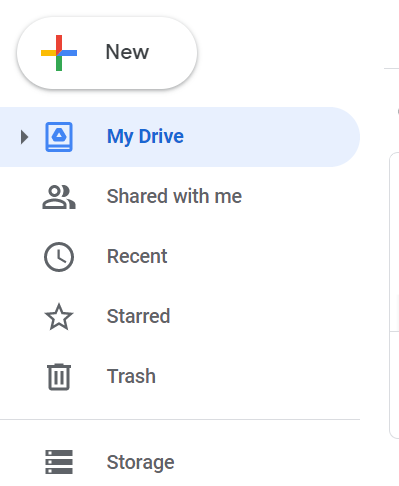 New
My Drive
Shared with me
Recent
Starred
Trash
Storage